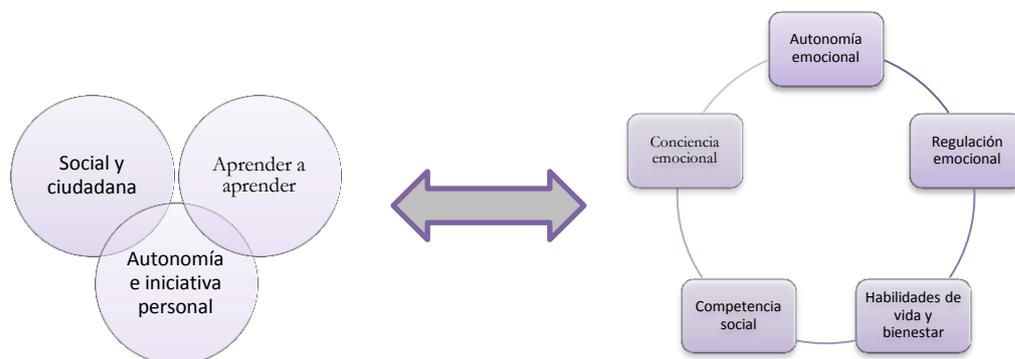 Social y
ciudadana
Aprender a
aprender
Autonomía
e iniciativa
personal
Autonomía
emocional
Regulación
emocional
Habilidades de
vida y
bienestar
Competencia
social
Conciencia
emocional